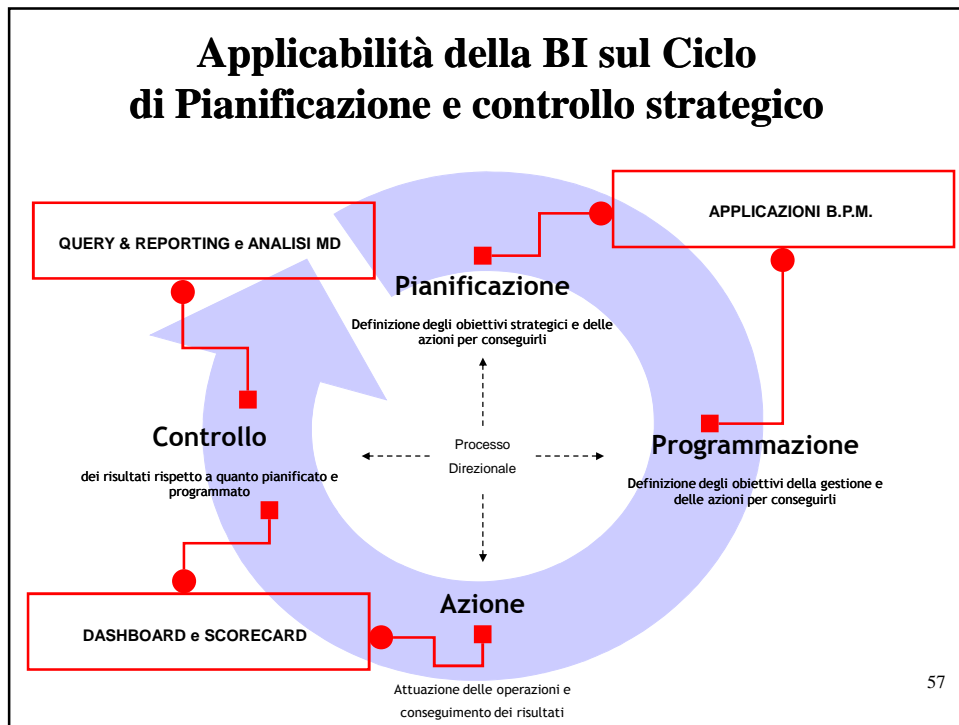 Applicabilità della BI sul Ciclo
di Pianificazione e controllo strategico
QUERY & REPORTING e ANALISI MD
APPLICAZIONI B.P.M.
Pianificazione
Definizione degli obiettivi strategici e delle
azioni per conseguirli
Controllo
dei risultati rispetto a quanto pianificato e
programmato
Processo
Direzionale
Programmazione
Definizione degli obiettivi della gestione e
delle azioni per conseguirli
DASHBOARD e SCORECARD
Azione
Attuazione delle operazioni e
conseguimento dei risultati
57